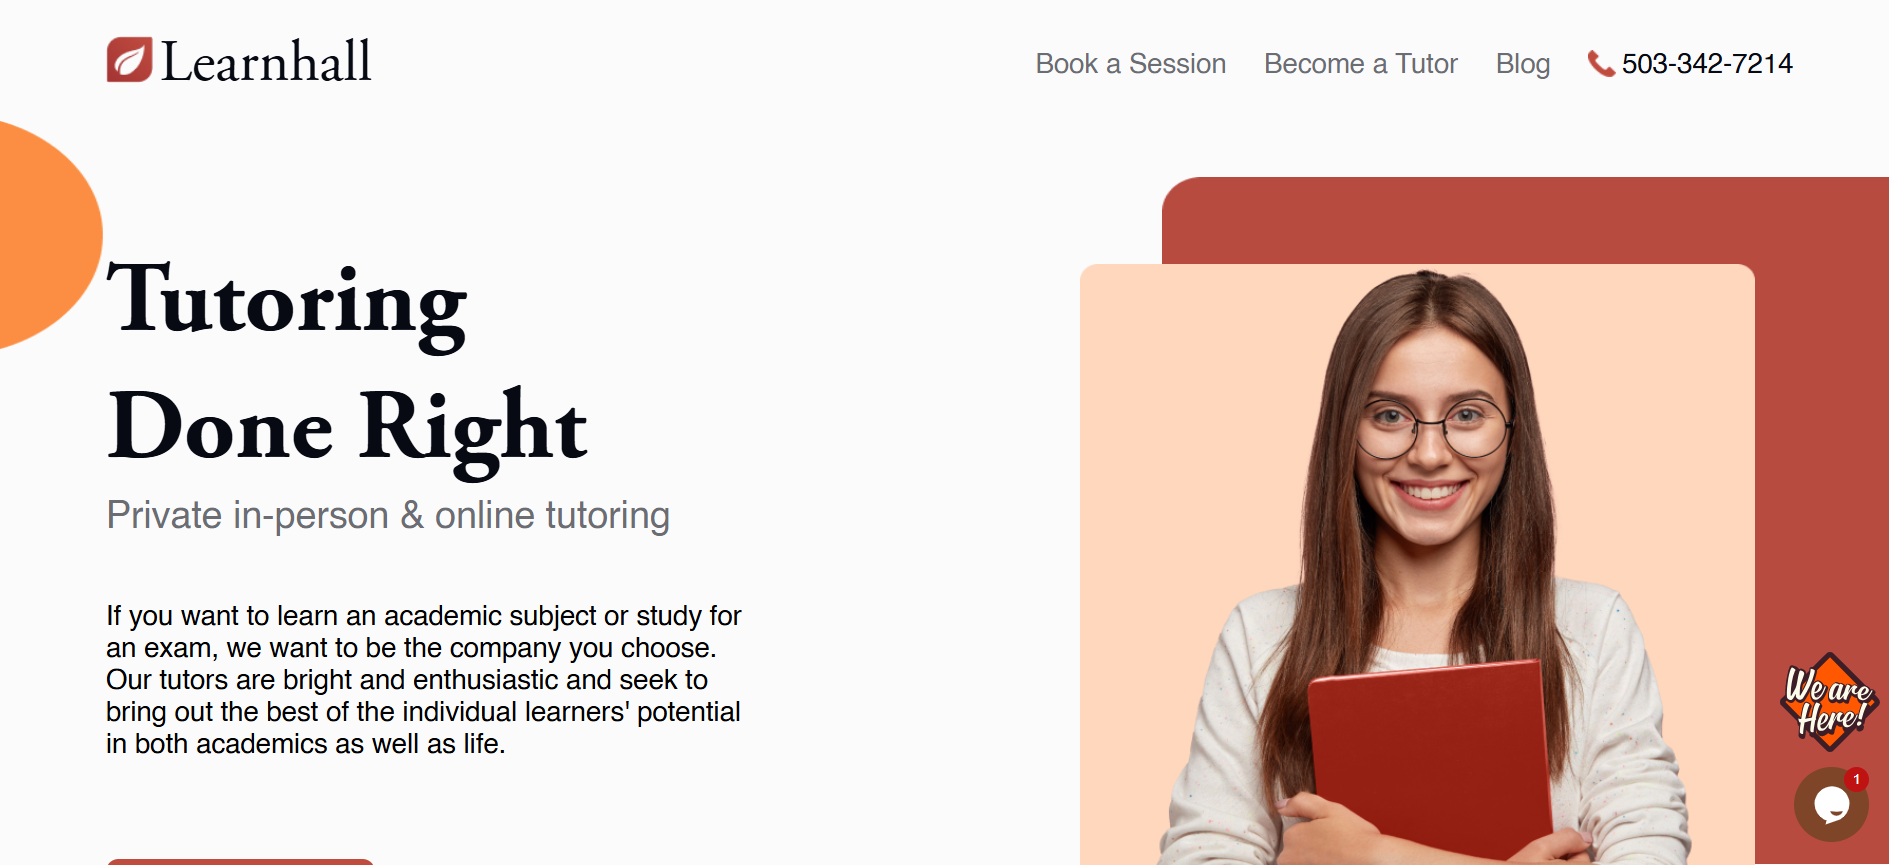 Learnhall
Book a Session
Become a Tutor
Blog
503-342-7214
Tutoring
Done Right
Private in-person & online tutoring
If you want to learn an academic subject or study for
an exam, we want to be the company you choose.
Our tutors are bright and enthusiastic and seek to
bring out the best of the individual learners' potential
in both academics as well as life.
We are
Here!
1